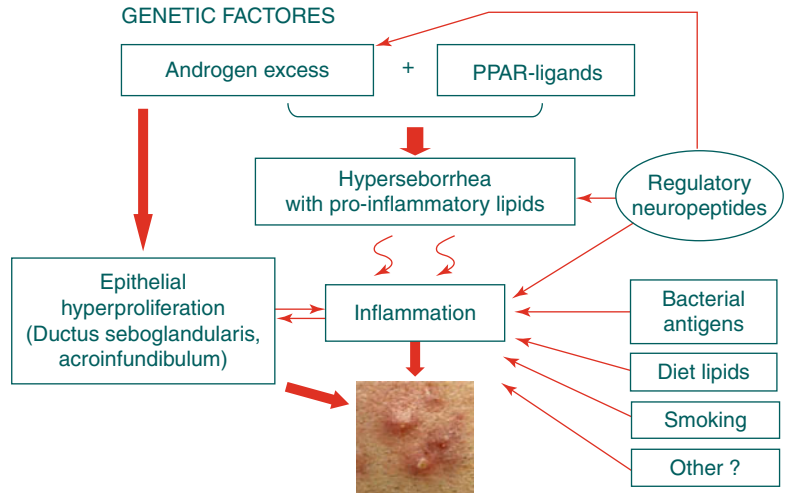 GENETIC FACTORES
Androgen excess
+
PPAR-ligands
Hyperseborrhea
with pro-inflammatory lipids
Regulatory
neuropeptides
Epithelial
hyperproliferation
(Ductus seboglandularis,
acroinfundibulum)
Inflammation
Bacterial
antigens
Diet lipids
Smoking
Other ?